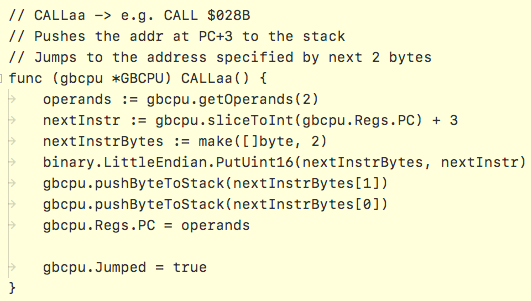 // CALLaa -> e.g. CALL $028B
// Pushes the addr at PC+3 to the stack
// Jumps to the address specified by next 2 bytes
func (gbcpu *GBCPU) CALLaa() {
    operands := gbcpu.getOperands(2)
    nextInstr := gbcpu.sliceToInt(gbcpu.Regs.PC) + 3
    nextInstrBytes := make([]byte, 2)
    binary.LittleEndian.PutUint16(nextInstrBytes, nextInstr)
    gbcpu.pushByteToStack(nextInstrBytes[1])
    gbcpu.pushByteToStack(nextInstrBytes[0])
    gbcpu.Regs.PC = operands

    gbcpu.Jumped = true
}